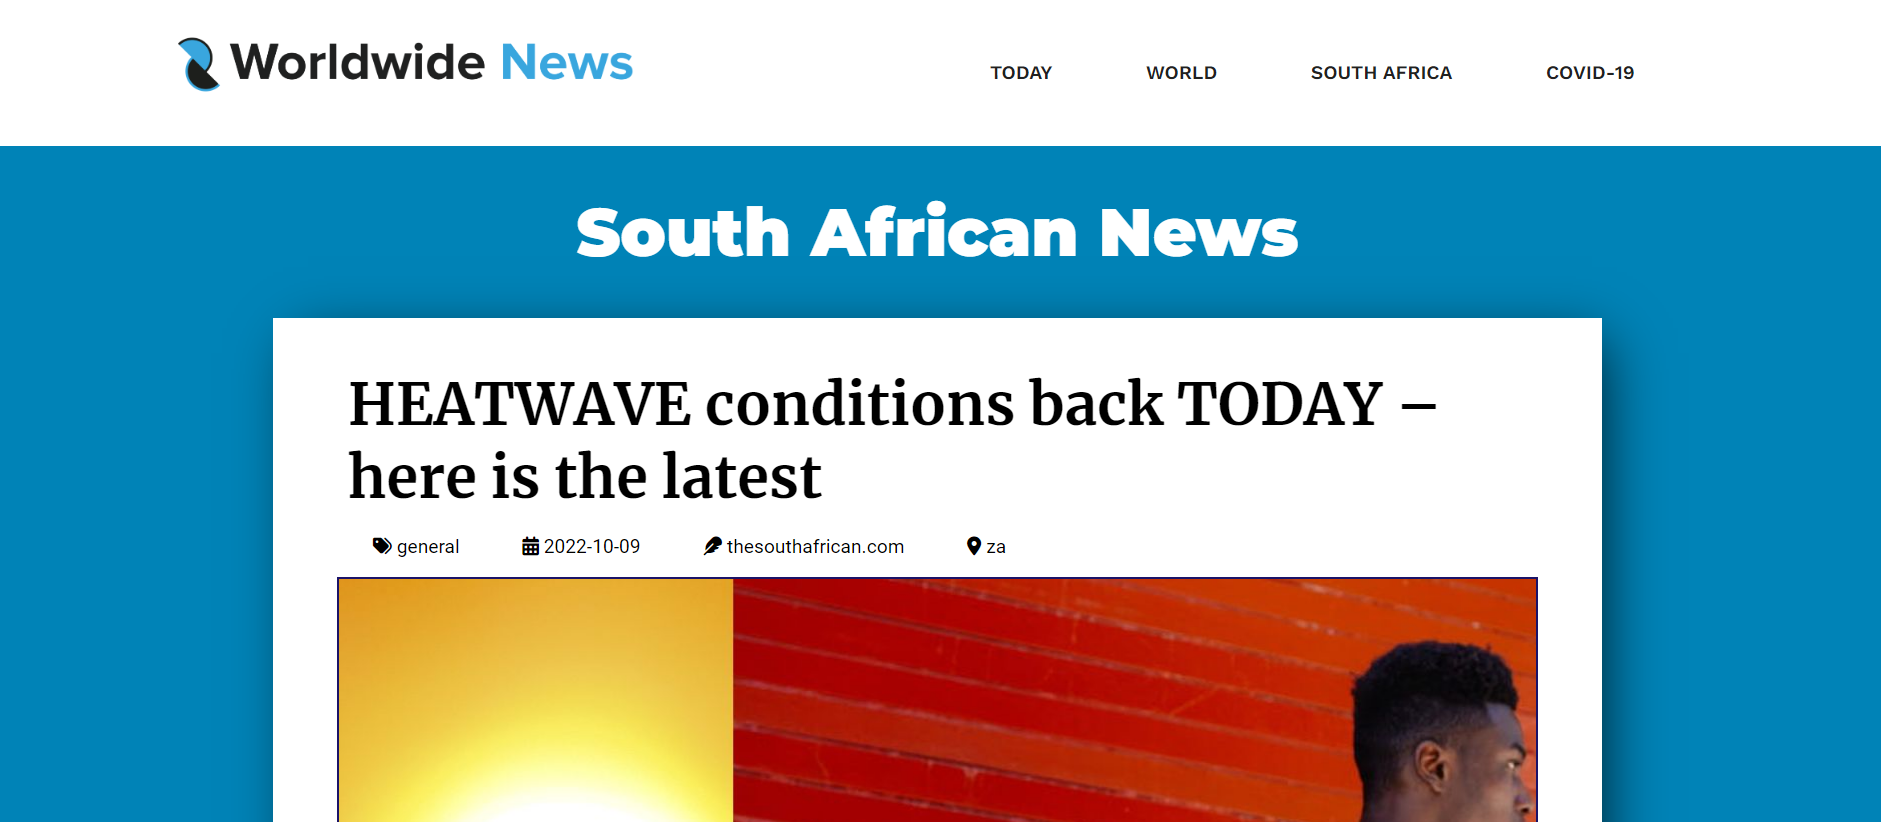 Worldwide News
TODAY WORLD SOUTH AFRICA COVID-19
South African News
HEATWAVE conditions back TODAY –
here is the latest
general 2022-10-09 thesouthafrican.com za